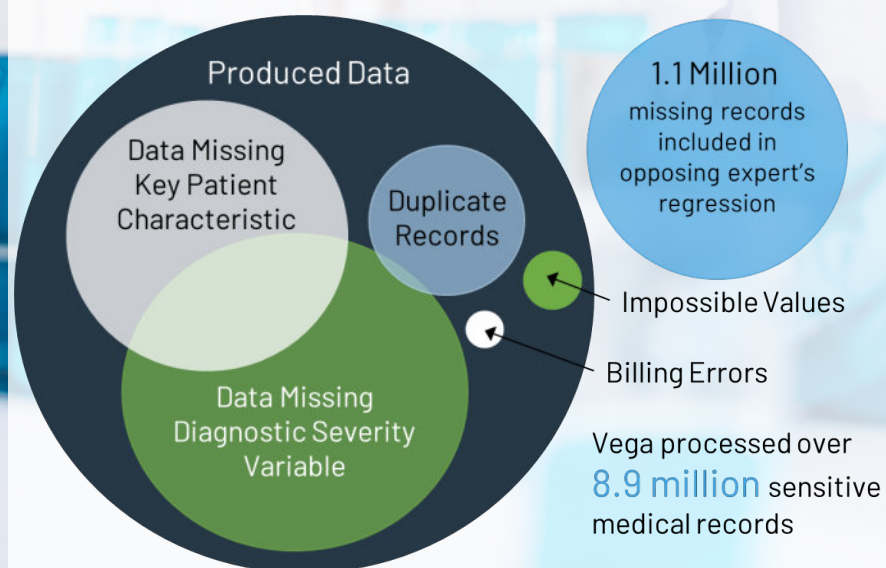 Produced Data
Data Missing
Key Patient
Characteristic
Duplicate
Records
Data Missing
Diagnostic Severity
Variable
1.1 Million
missing records
included in
opposing expert's
regression
Impossible Values
Billing Errors
Vega processed over
8.9 million sensitive
medical records